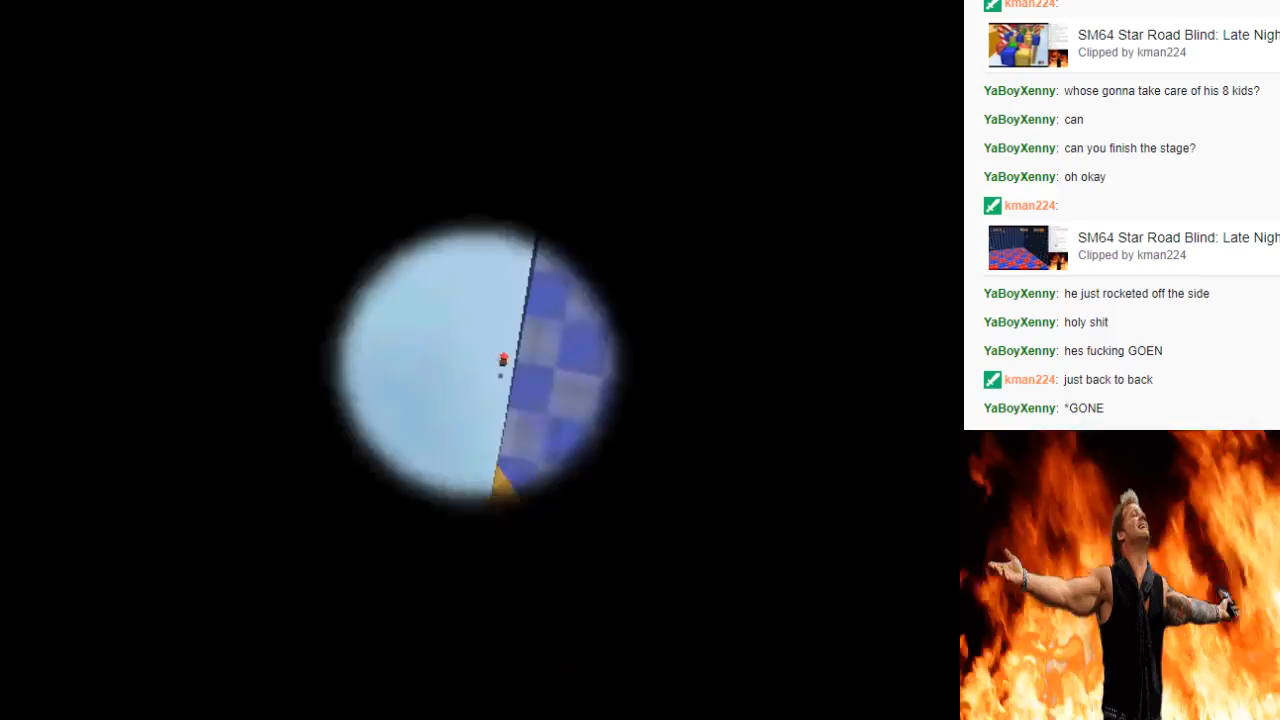 kman224:
SM64 Star Road Blind: Late Nigh
Clipped by kman224
YaBoyXenny: whose gonna take care of his 8 kids?
YaBoyXenny: can
YaBoyXenny: can you finish the stage?
YaBoyXenny: oh okay
kman224:
SM64 Star Road Blind: Late Nigh
Clipped by kman224
YaBoyXenny: he just rocketed off the side
YaBoyXenny: holy shit
YaBoyXenny: hes fucking GOEN
kman224: just back to back
YaBoyXenny: *GONE